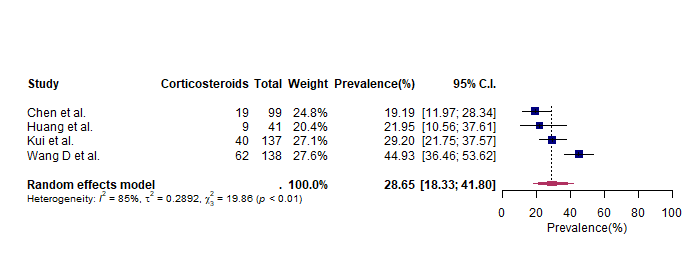 Study Corticosteroids Total Weight Prevalence(%) 95% C.I.
Chen et al. 19 99 24.8% 19.19 [11.97; 28.34]
Huang et al. 9 41 20.4% 21.95 [10.56; 37.61]
Kui et al. 40 137 27.1% 29.20 [21.75; 37.57]
Wang D et al. 62 138 27.6% 44.93 [36.46; 53.62]
Random effects model . 100.0% 28.65 [18.33; 41.80]
Heterogeneity: I² = 85%, τ² = 0.2892, χ²₃ = 19.86 (p < 0.01)
0 20 40 60 80 100
Prevalence(%)